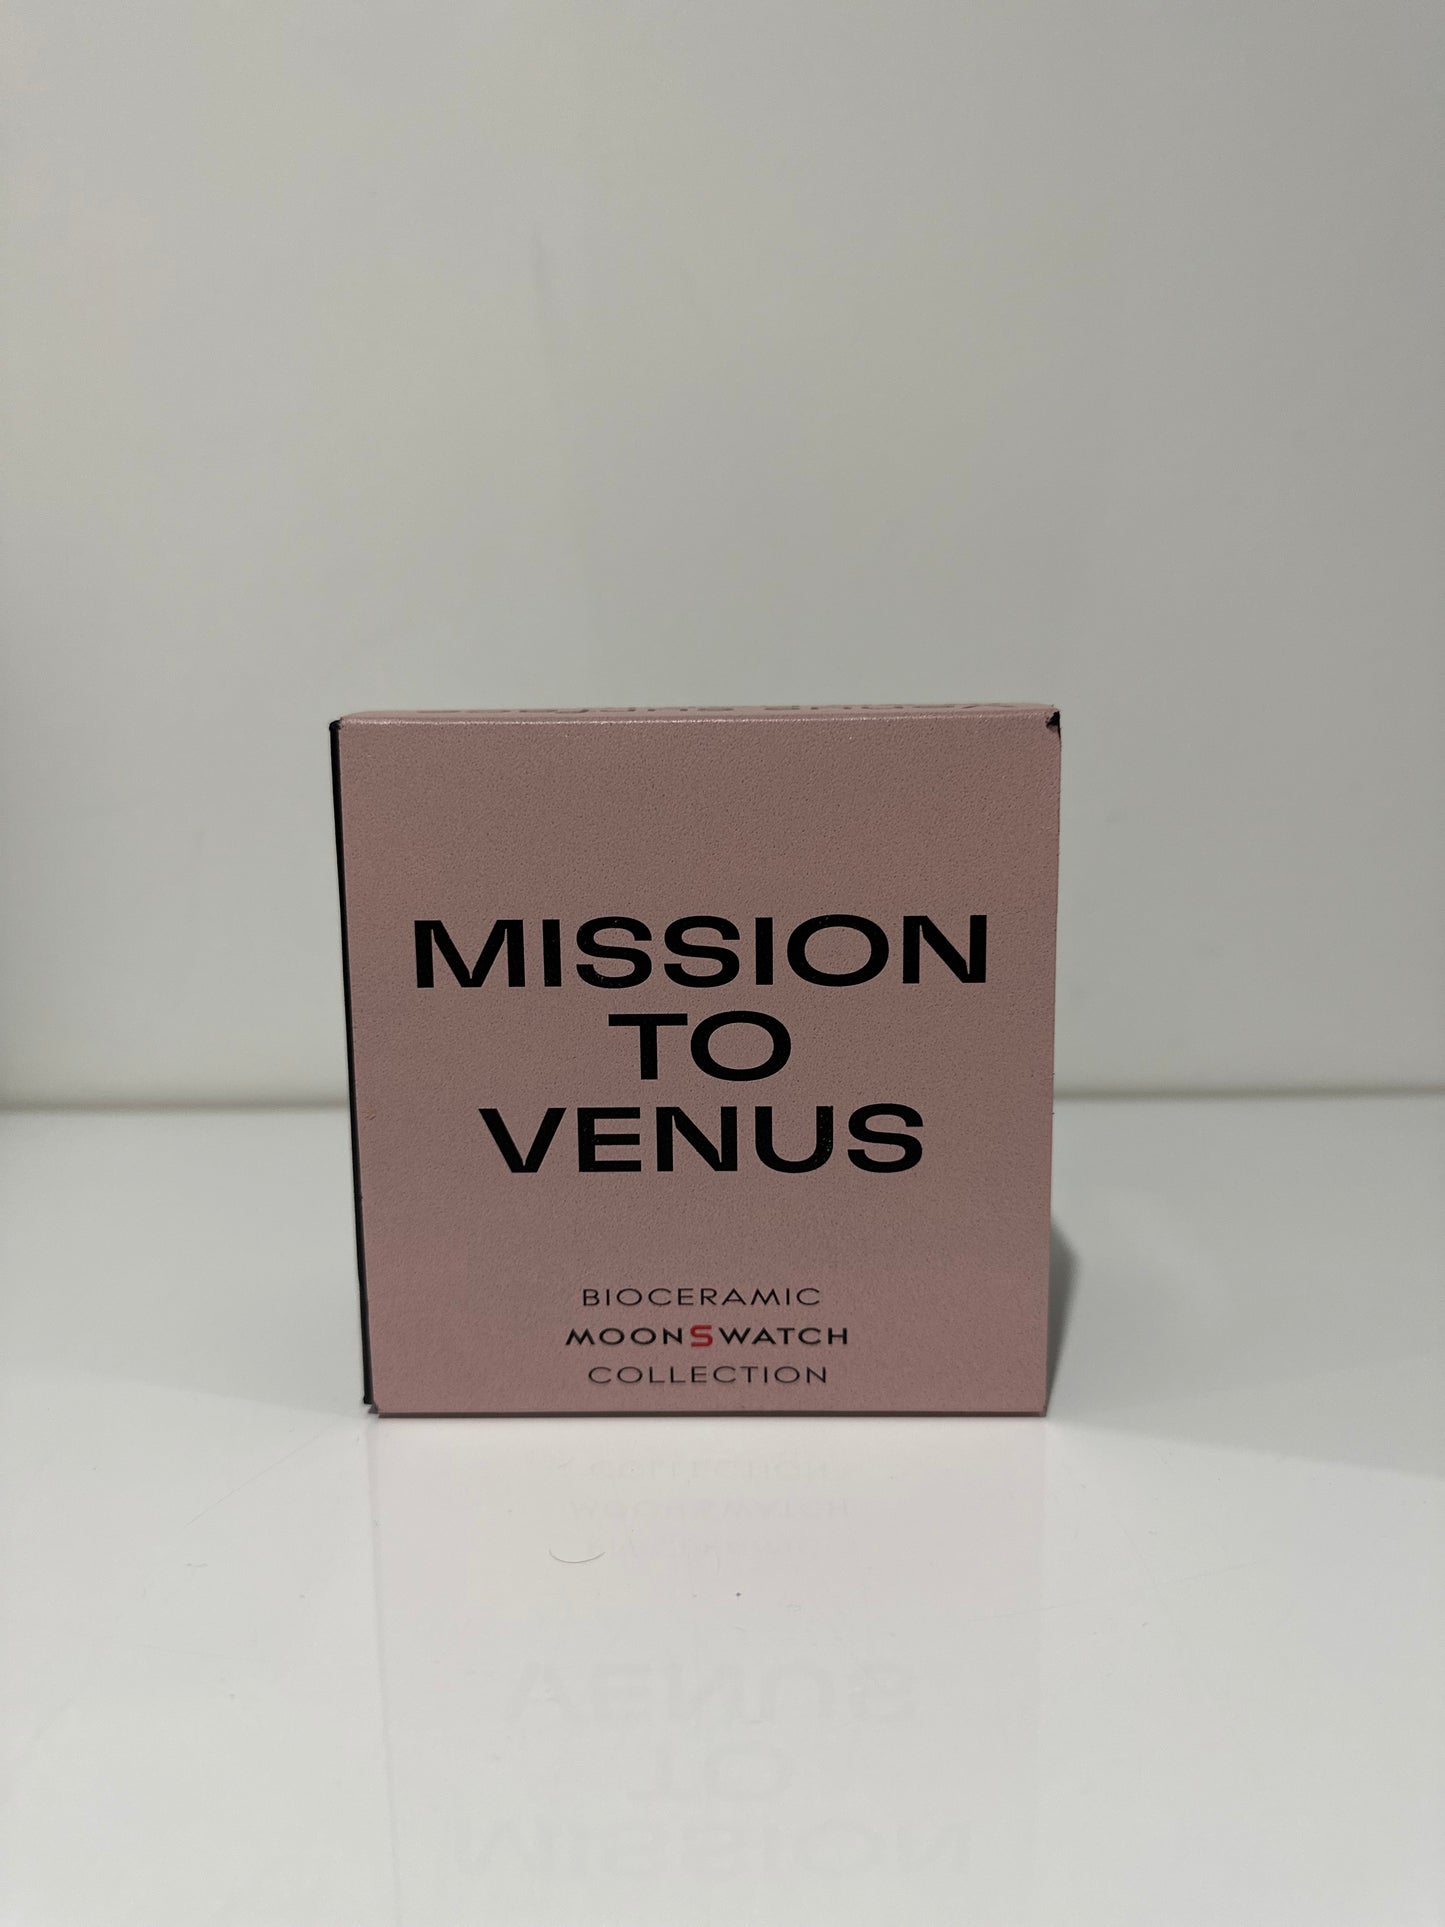 MISSION
TO
VENUS
BIOCERAMIC
MOONSWATCH
COLLECTION